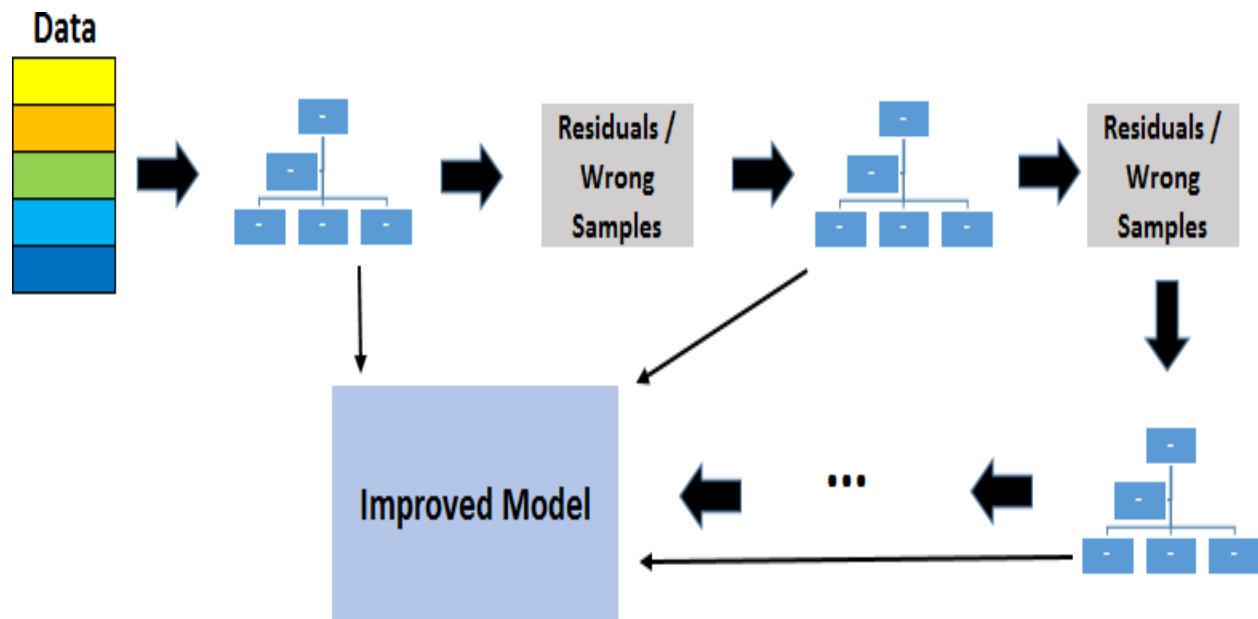 Data
-
-
- - -
Residuals /
Wrong
Samples
-
-
- - -
Residuals /
Wrong
Samples
-
-
- - -
...
Improved Model